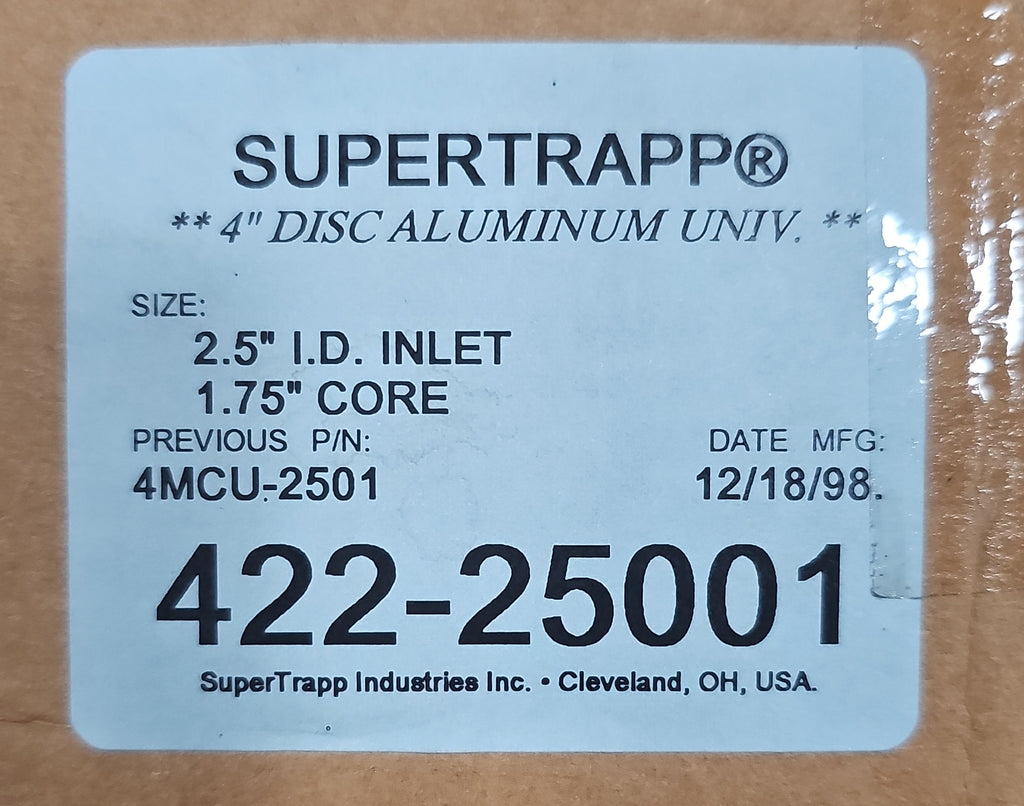 SUPERTRAPP®
** 4" DISC ALUMINUM UNIV. **
SIZE:
2.5" I.D. INLET
1.75" CORE
PREVIOUS P/N:
4MCU-2501
DATE MFG:
12/18/98.
422-25001
SuperTrapp Industries Inc. • Cleveland, OH, USA.